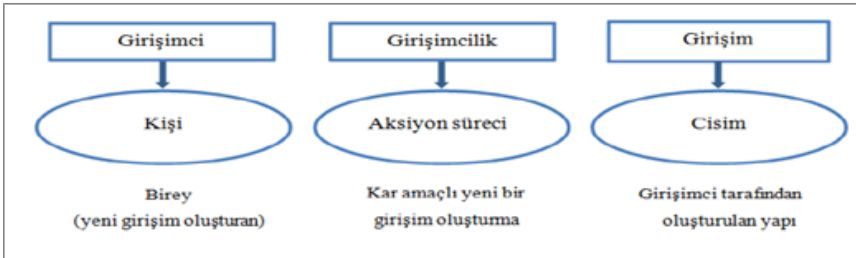 Girişimci
Girişimcilik
Girişim
Kişi
Aksiyon süreci
Cisim
Birey
(yeni girişim oluşturan)
Kar amaçlı yeni bir
girişim oluşturma
Girişimci tarafından
oluşturulan yapı